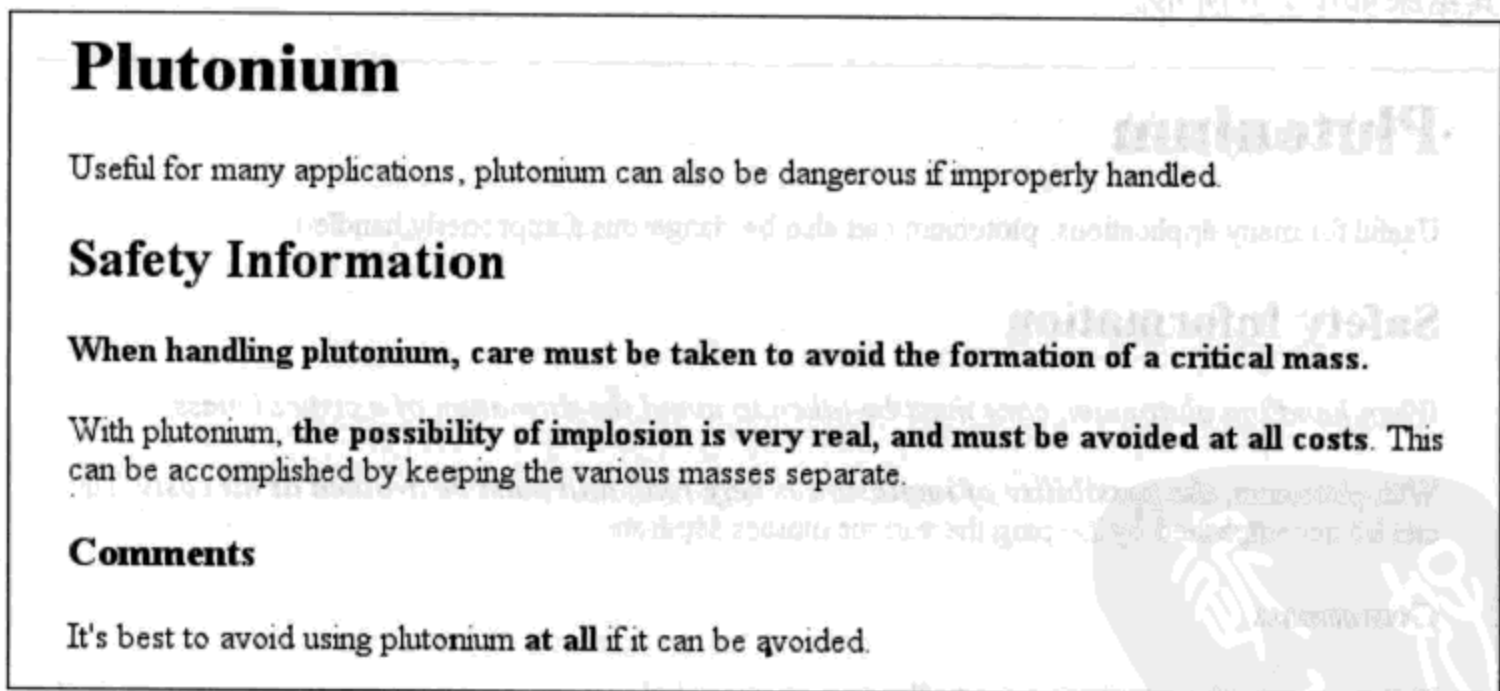 Plutonium
Useful for many applications, plutonium can also be dangerous if improperly handled.
Safety Information
When handling plutonium, care must be taken to avoid the formation of a critical mass.
With plutonium, the possibility of implosion is very real, and must be avoided at all costs. This
can be accomplished by keeping the various masses separate.
Comments
It's best to avoid using plutonium at all if it can be avoided.